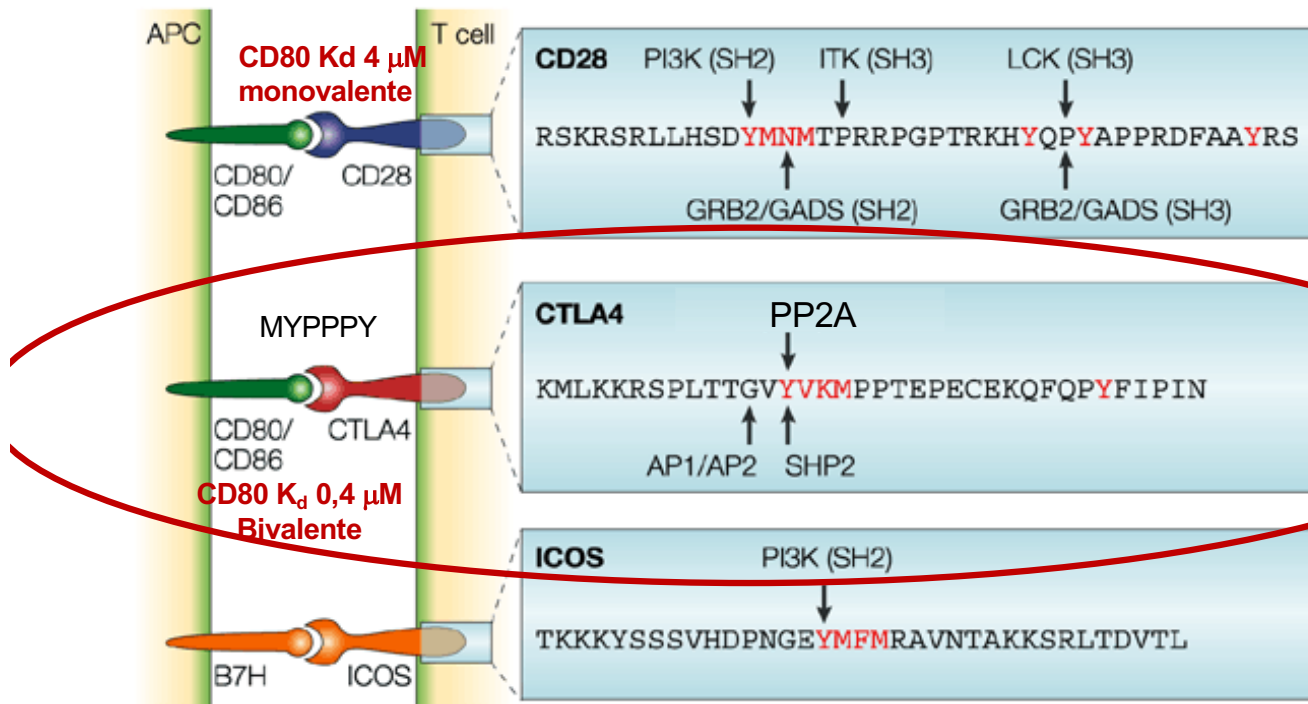 APC
T cell
CD80 Kd 4 μM
monovalente
CD80/
CD86
CD28
CD28
PI3K (SH2)
ITK (SH3)
LCK (SH3)
RSKRSRLLHSDYMNMTPRRPGPTRKHYQPYAPPRDFAAYRS
GRB2/GADS (SH2)
GRB2/GADS (SH3)
MYPPPY
CD80/
CD86
CTLA4
CD80 Kd 0,4 μM
Bivalente
CTLA4
PP2A
KMLKKRSPLTTGVYVKMPPTEPECEKQFQPYFIPIN
AP1/AP2
SHP2
B7H
ICOS
ICOS
PI3K (SH2)
TKKKYSSSVHDPNGEYMFMRAVNTAKKSRLTDVTL